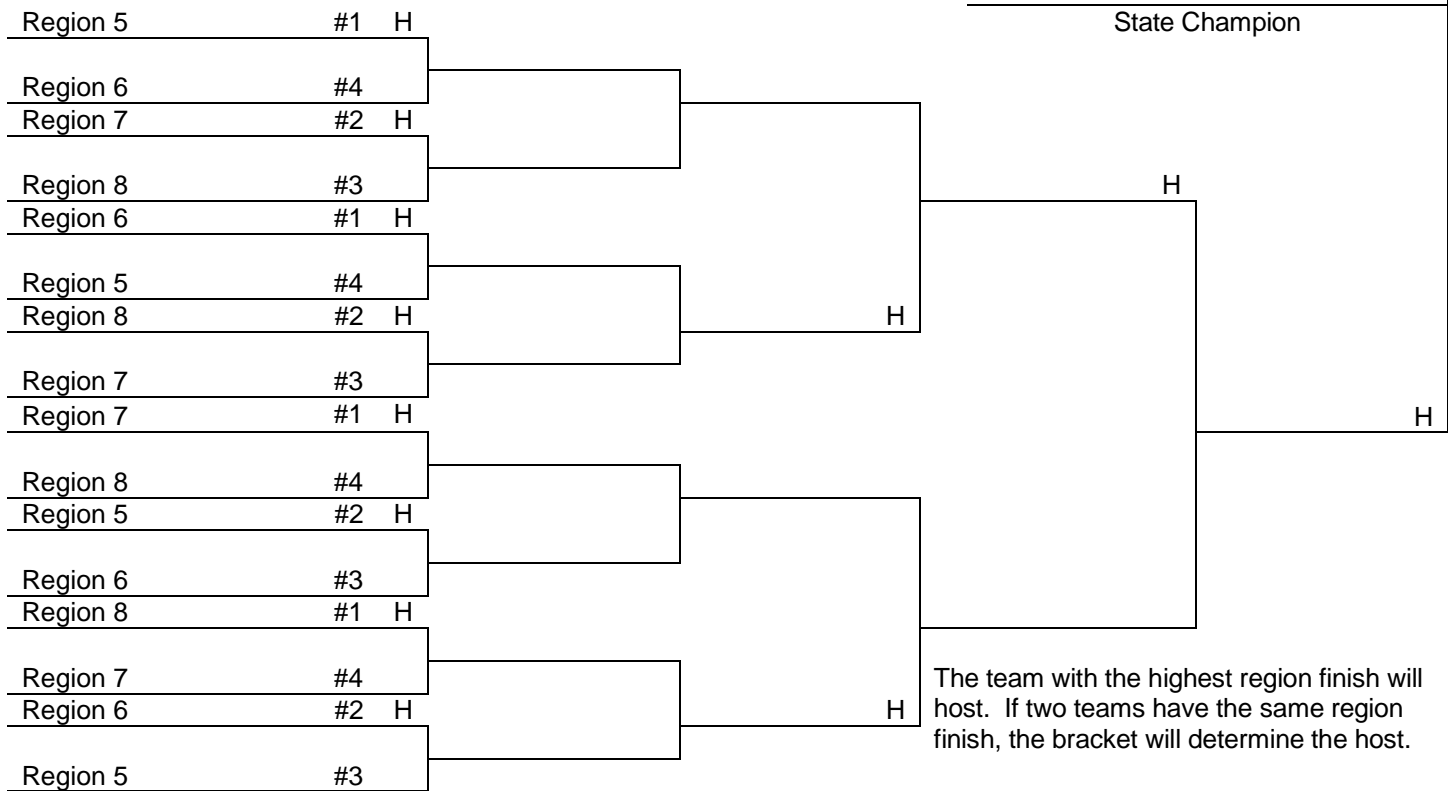 Region 5 #1 H
State Champion
Region 6 #4
Region 7 #2 H
Region 8 #3
H
Region 6 #1 H
Region 5 #4
Region 8 #2 H
H
Region 7 #3
Region 7 #1 H
H
Region 8 #4
Region 5 #2 H
Region 6 #3
Region 8 #1 H
Region 7 #4
Region 6 #2 H
H
Region 5 #3
The team with the highest region finish will
host. If two teams have the same region
finish, the bracket will determine the host.